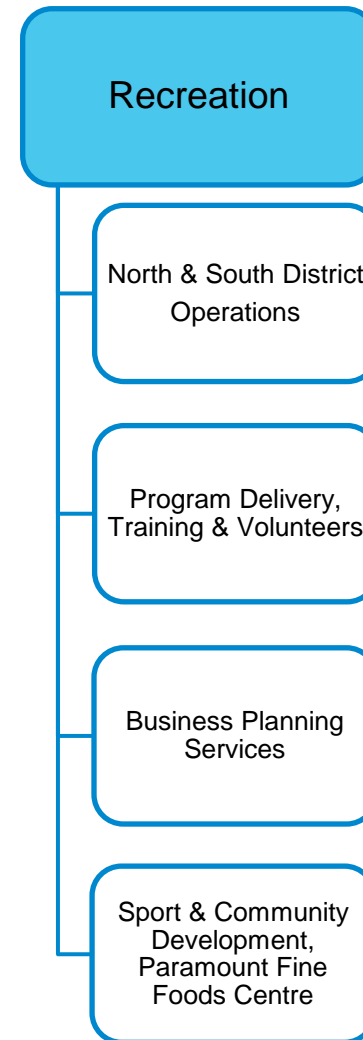 Recreation
North & South District
Operations
Program Delivery,
Training & Volunteers
Business Planning
Services
Sport & Community
Development,
Paramount Fine
Foods Centre